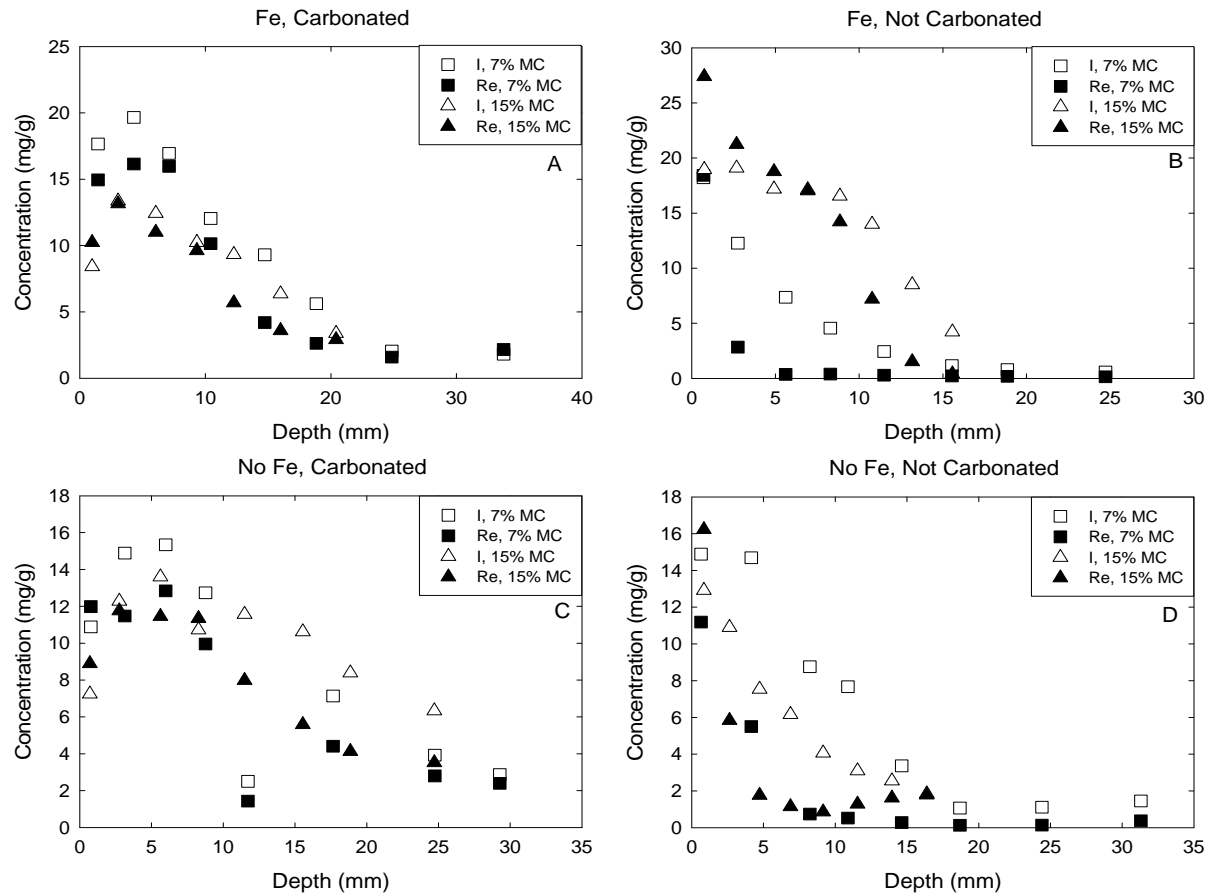 Fe, Carbonated
25
20
15
10
5
0
Concentration (mg/g)
I, 7% MC
Re, 7% MC
I, 15% MC
Re, 15% MC
A
0 10 20 30 40
Depth (mm)
Fe, Not Carbonated
30
25
20
15
10
5
0
Concentration (mg/g)
I, 7% MC
Re, 7% MC
I, 15% MC
Re, 15% MC
B
0 5 10 15 20 25 30
Depth (mm)
No Fe, Carbonated
18
16
14
12
10
8
6
4
2
0
Concentration (mg/g)
I, 7% MC
Re, 7% MC
I, 15% MC
Re, 15% MC
C
0 5 10 15 20 25 30 35
Depth (mm)
No Fe, Not Carbonated
18
16
14
12
10
8
6
4
2
0
Concentration (mg/g)
I, 7% MC
Re, 7% MC
I, 15% MC
Re, 15% MC
D
0 5 10 15 20 25 30 35
Depth (mm)